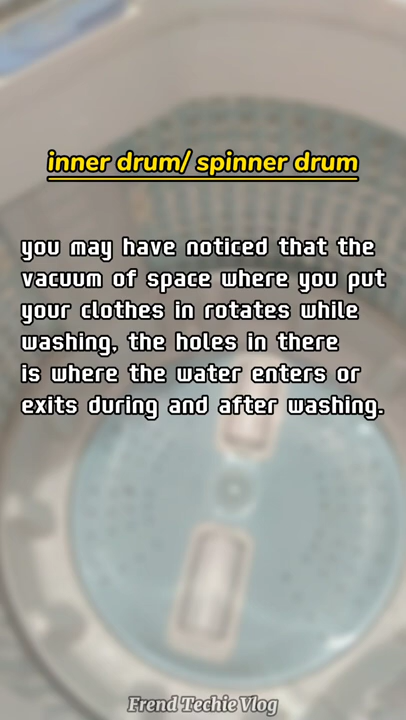 inner drum/ spinner drum
you may have noticed that the
vacuum of space where you put
your clothes in rotates while
washing, the holes in there
is where the water enters or
exits during and after washing.
Frend Techie Vlog